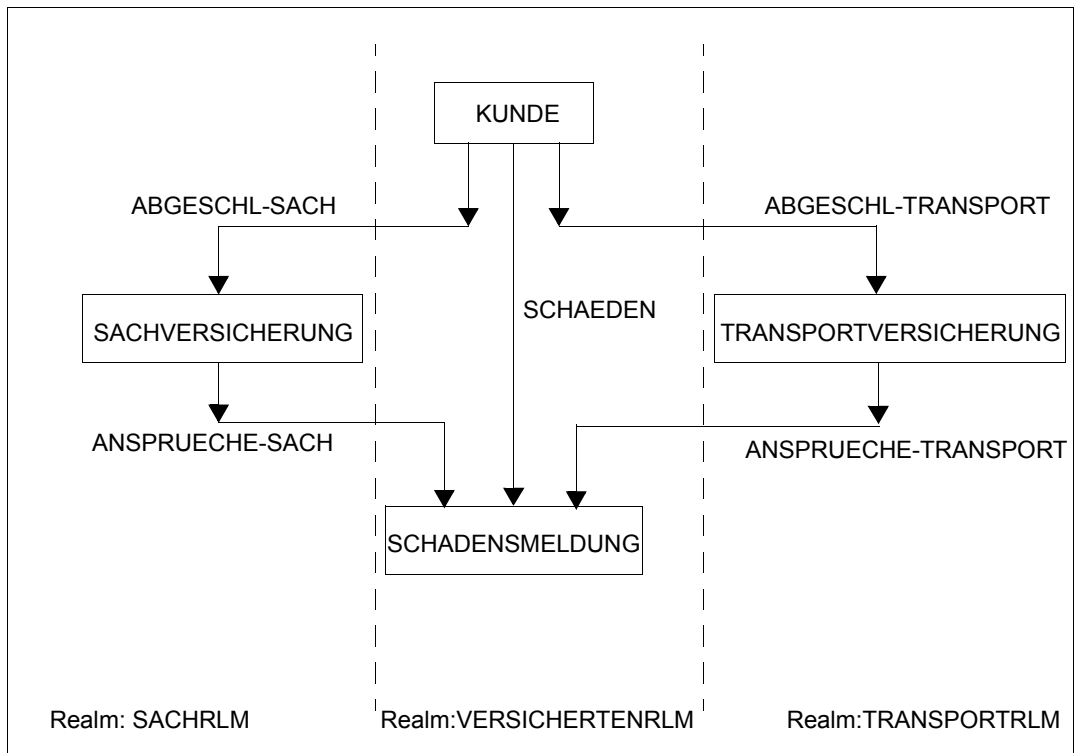 KUNDE
ABGESCHL-SACH
ABGESCHL-TRANSPORT
SCHAEDEN
SACHVERSICHERUNG
TRANSPORTVERSICHERUNG
ANSPRUECHE-SACH
ANSPRUECHE-TRANSPORT
SCHADENSMELDUNG
Realm: SACHRLM
Realm:VERSICHERTENRLM
Realm:TRANSPORTRLM